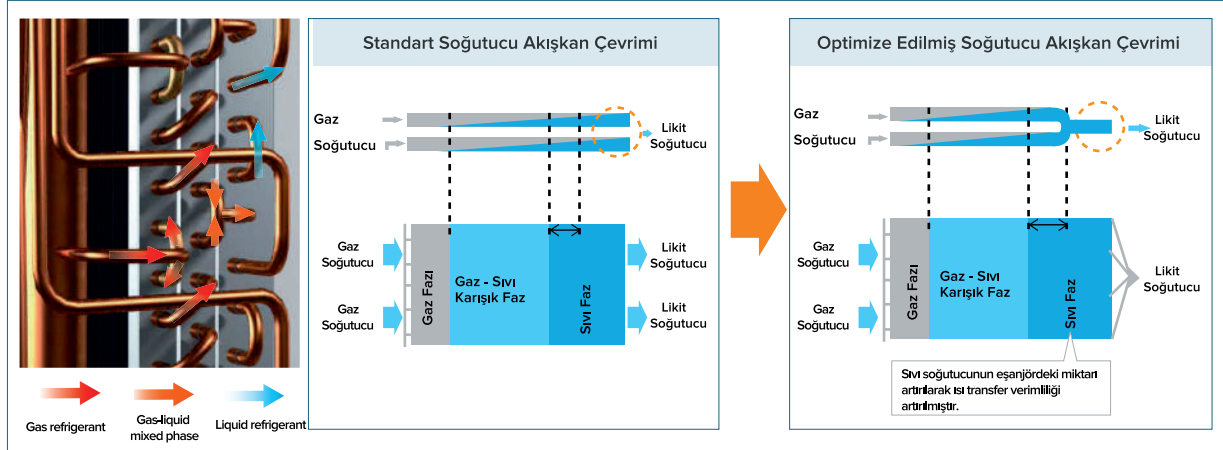 Gas refrigerant
Gas-liquid
mixed phase
Liquid refrigerant
Standart Soğutucu Akışkan Çevrimi
Gaz
Soğutucu
Likit
Soğutucu
Gaz
Soğutucu
Gaz
Soğutucu
Gaz Fazı
Gaz - Sıvı
Karışık Faz
Sıvı Faz
Likit
Soğutucu
Likit
Soğutucu
Optimize Edilmiş Soğutucu Akışkan Çevrimi
Gaz
Soğutucu
Likit
Soğutucu
Gaz
Soğutucu
Gaz
Soğutucu
Gaz Fazı
Gaz - Sıvı
Karışık Faz
Sıvı Faz
Likit
Soğutucu
Sıvı soğutucunun eşanjördeki miktarı
artırılarak ısı transfer verimliliği
artırılmıştır.